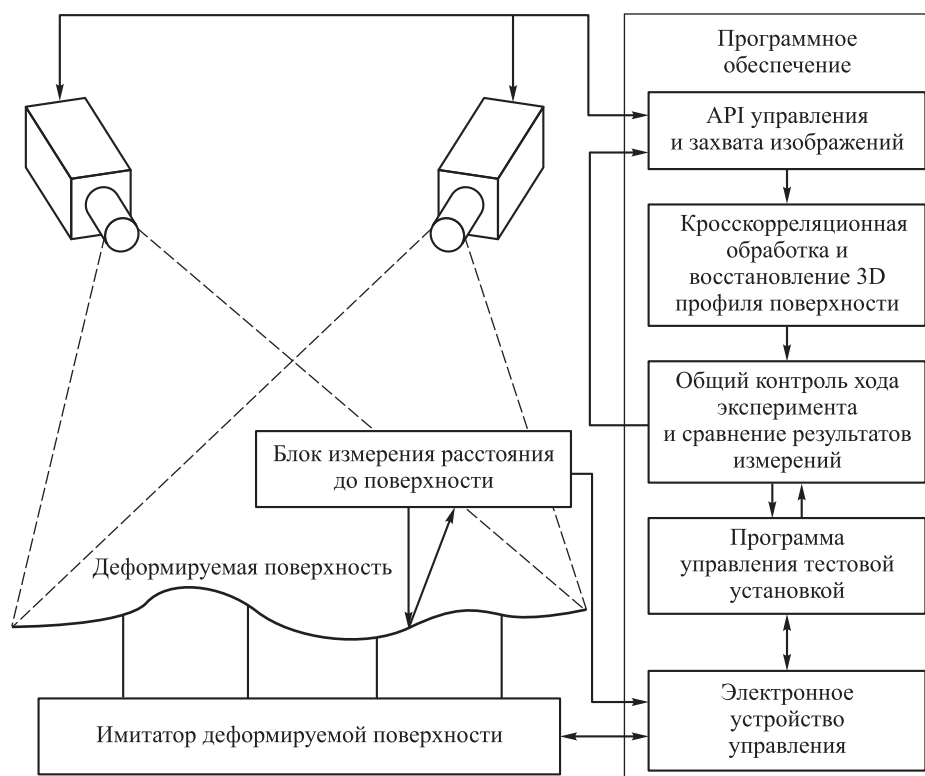 Программное
обеспечение
API управления
и захвата изображений
Кросскорреляционная
обработка и
восстановление 3D
профиля поверхности
Общий контроль хода
эксперимента
и сравнение результатов
измерений
Блок измерения расстояния
до поверхности
Деформируемая поверхность
Программа
управления тестовой
установкой
Имитатор деформируемой поверхности
Электронное
устройство
управления